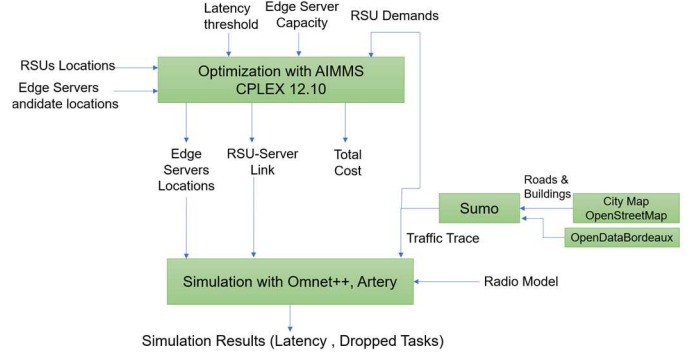 Latency
threshold
Edge Server
Capacity
RSU Demands
RSUs Locations
Edge Servers
andidate locations
Optimization with AIMMS
CPLEX 12.10
Edge
Servers
Locations
RSU-Server
Link
Total
Cost
Roads &
Buildings
Sumo
City Map
OpenStreetMap
OpenDataBordeaux
Traffic Trace
Simulation with Omnet++, Artery
Radio Model
Simulation Results (Latency , Dropped Tasks)